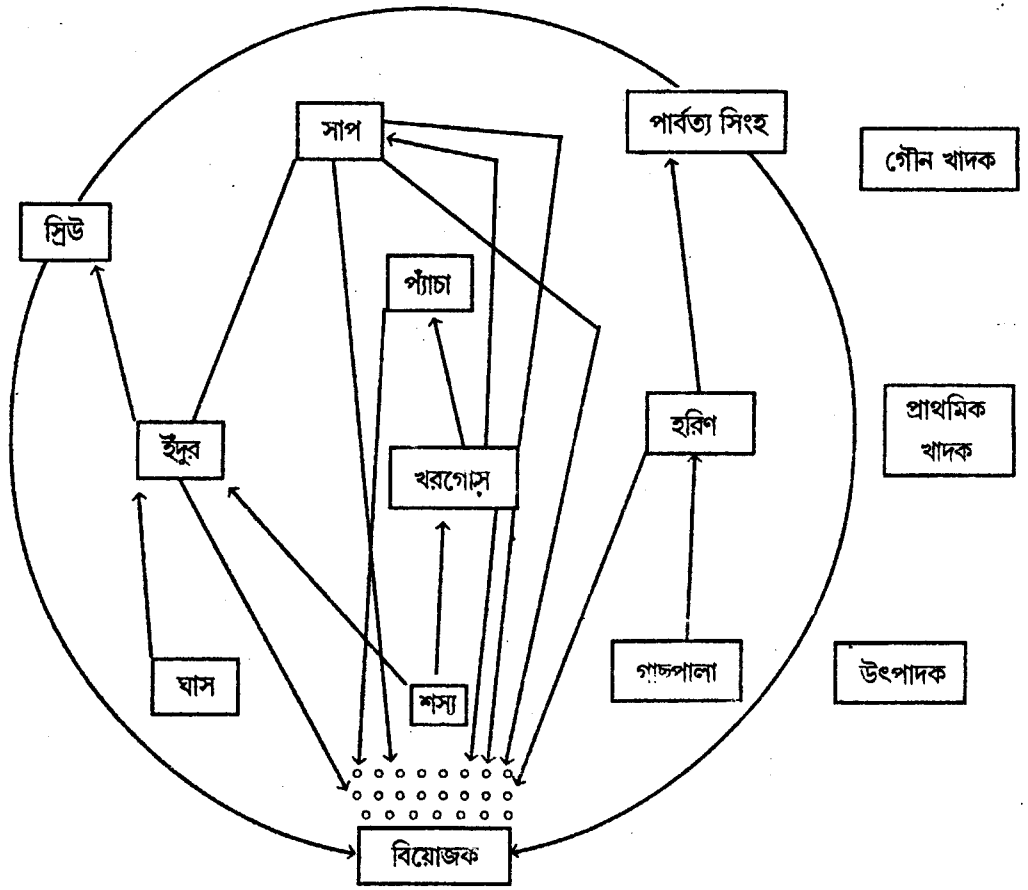 সাপ
পার্বত্য সিংহ
গৌন খাদক
স্রিউ
প্যাঁচা
ইঁদুর
খরগোস
হরিণ
প্রাথমিক
খাদক
ঘাস
শস্য
গাছপালা
উৎপাদক
বিয়োজক